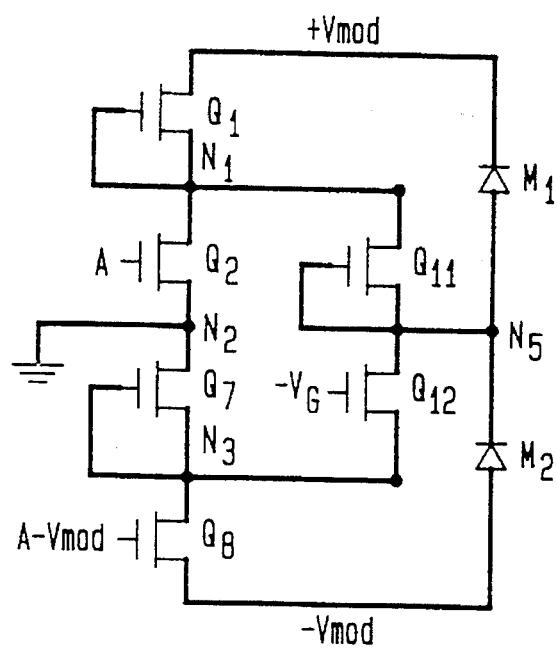 +Vmod
Q1
N1
M1
A
Q2
Q11
N2
N5
Q7
-VG
Q12
N3
M2
A-Vmod
Q8
-Vmod